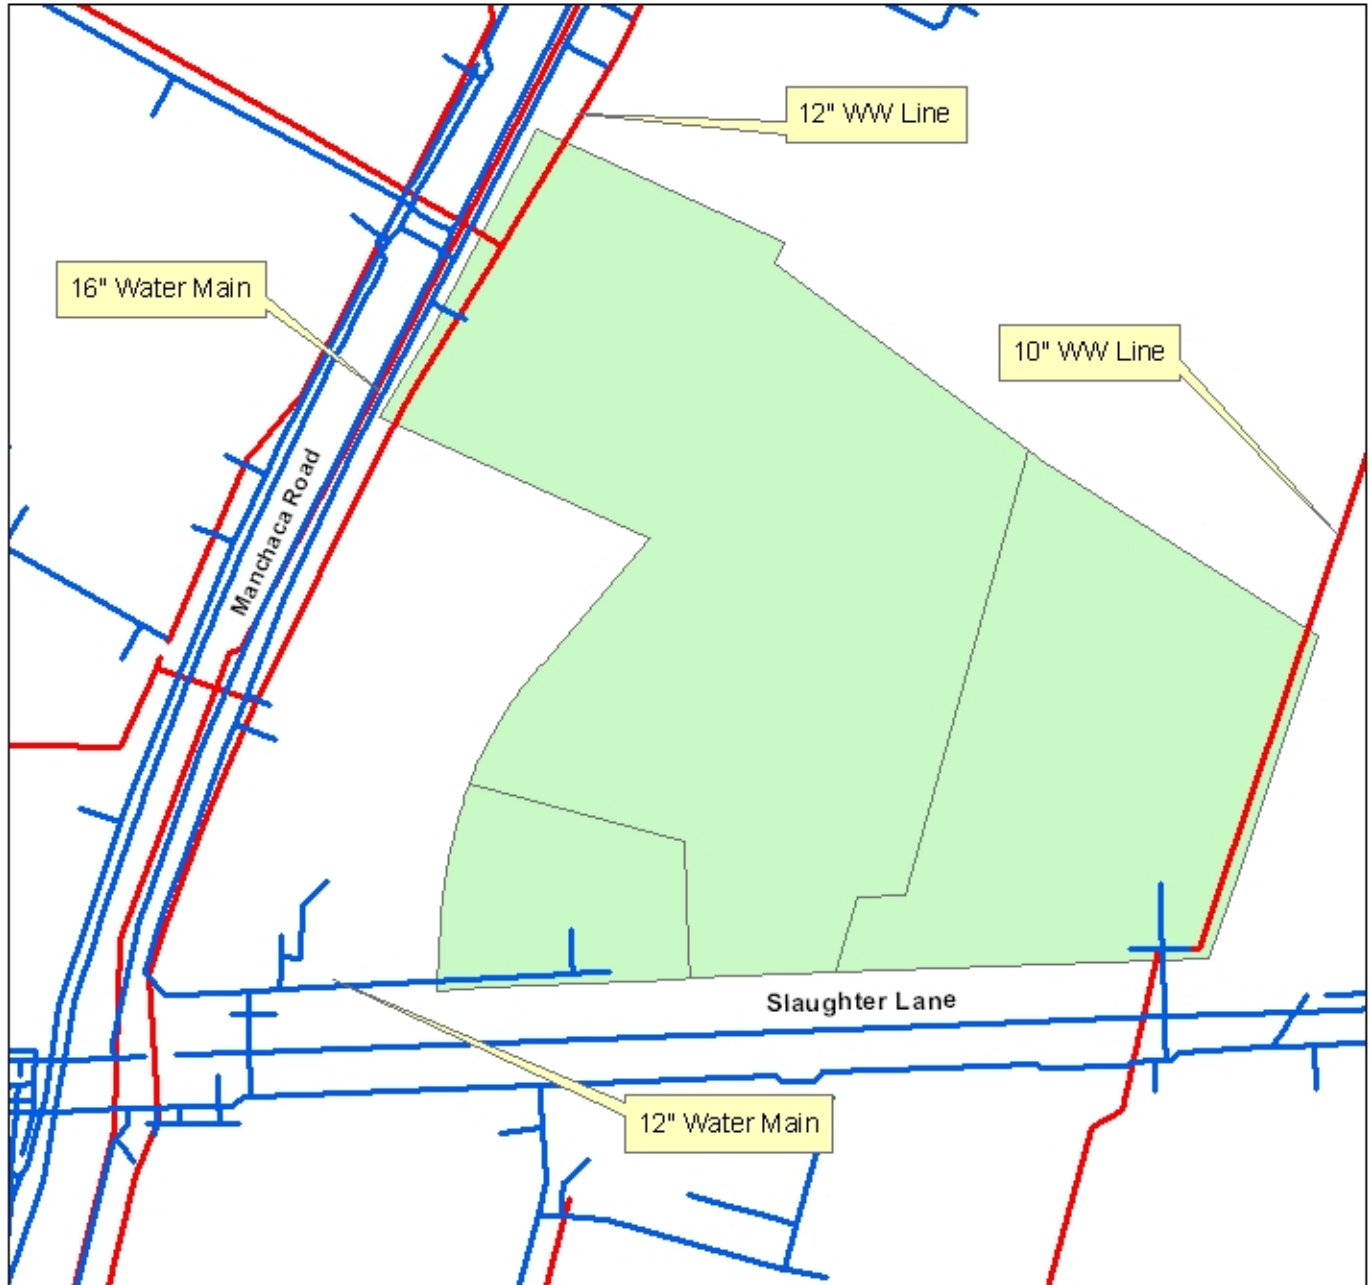 12" WW Line
16" Water Main
10" WW Line
Manchaca Road
Slaughter Lane
12" Water Main